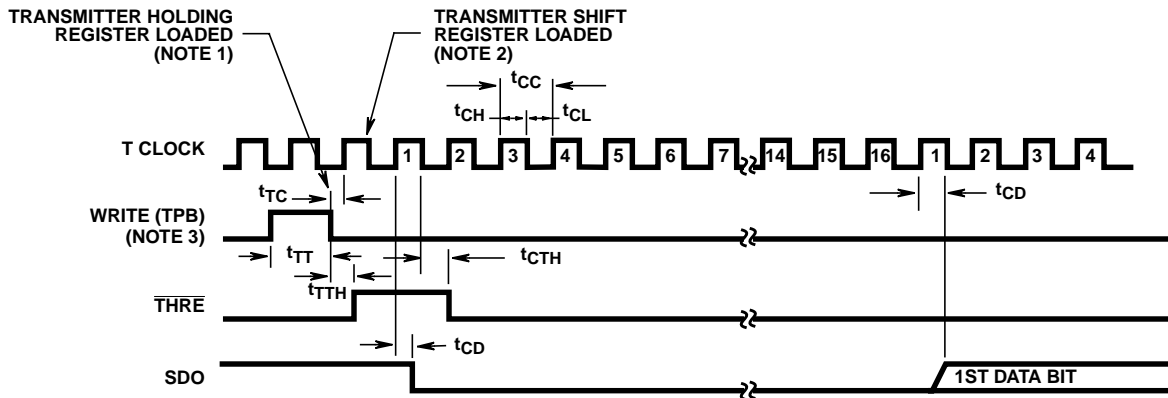 TRANSMITTER HOLDING
REGISTER LOADED
(NOTE 1)
TRANSMITTER SHIFT
REGISTER LOADED
(NOTE 2)
tCC
tCH
tCL
T CLOCK
1
2
3
4
5
6
7
14
15
16
1
2
3
4
tTC
tCD
WRITE (TPB)
(NOTE 3)
tTT
tCTH
tTTH
THRE
tCD
SDO
1ST DATA BIT